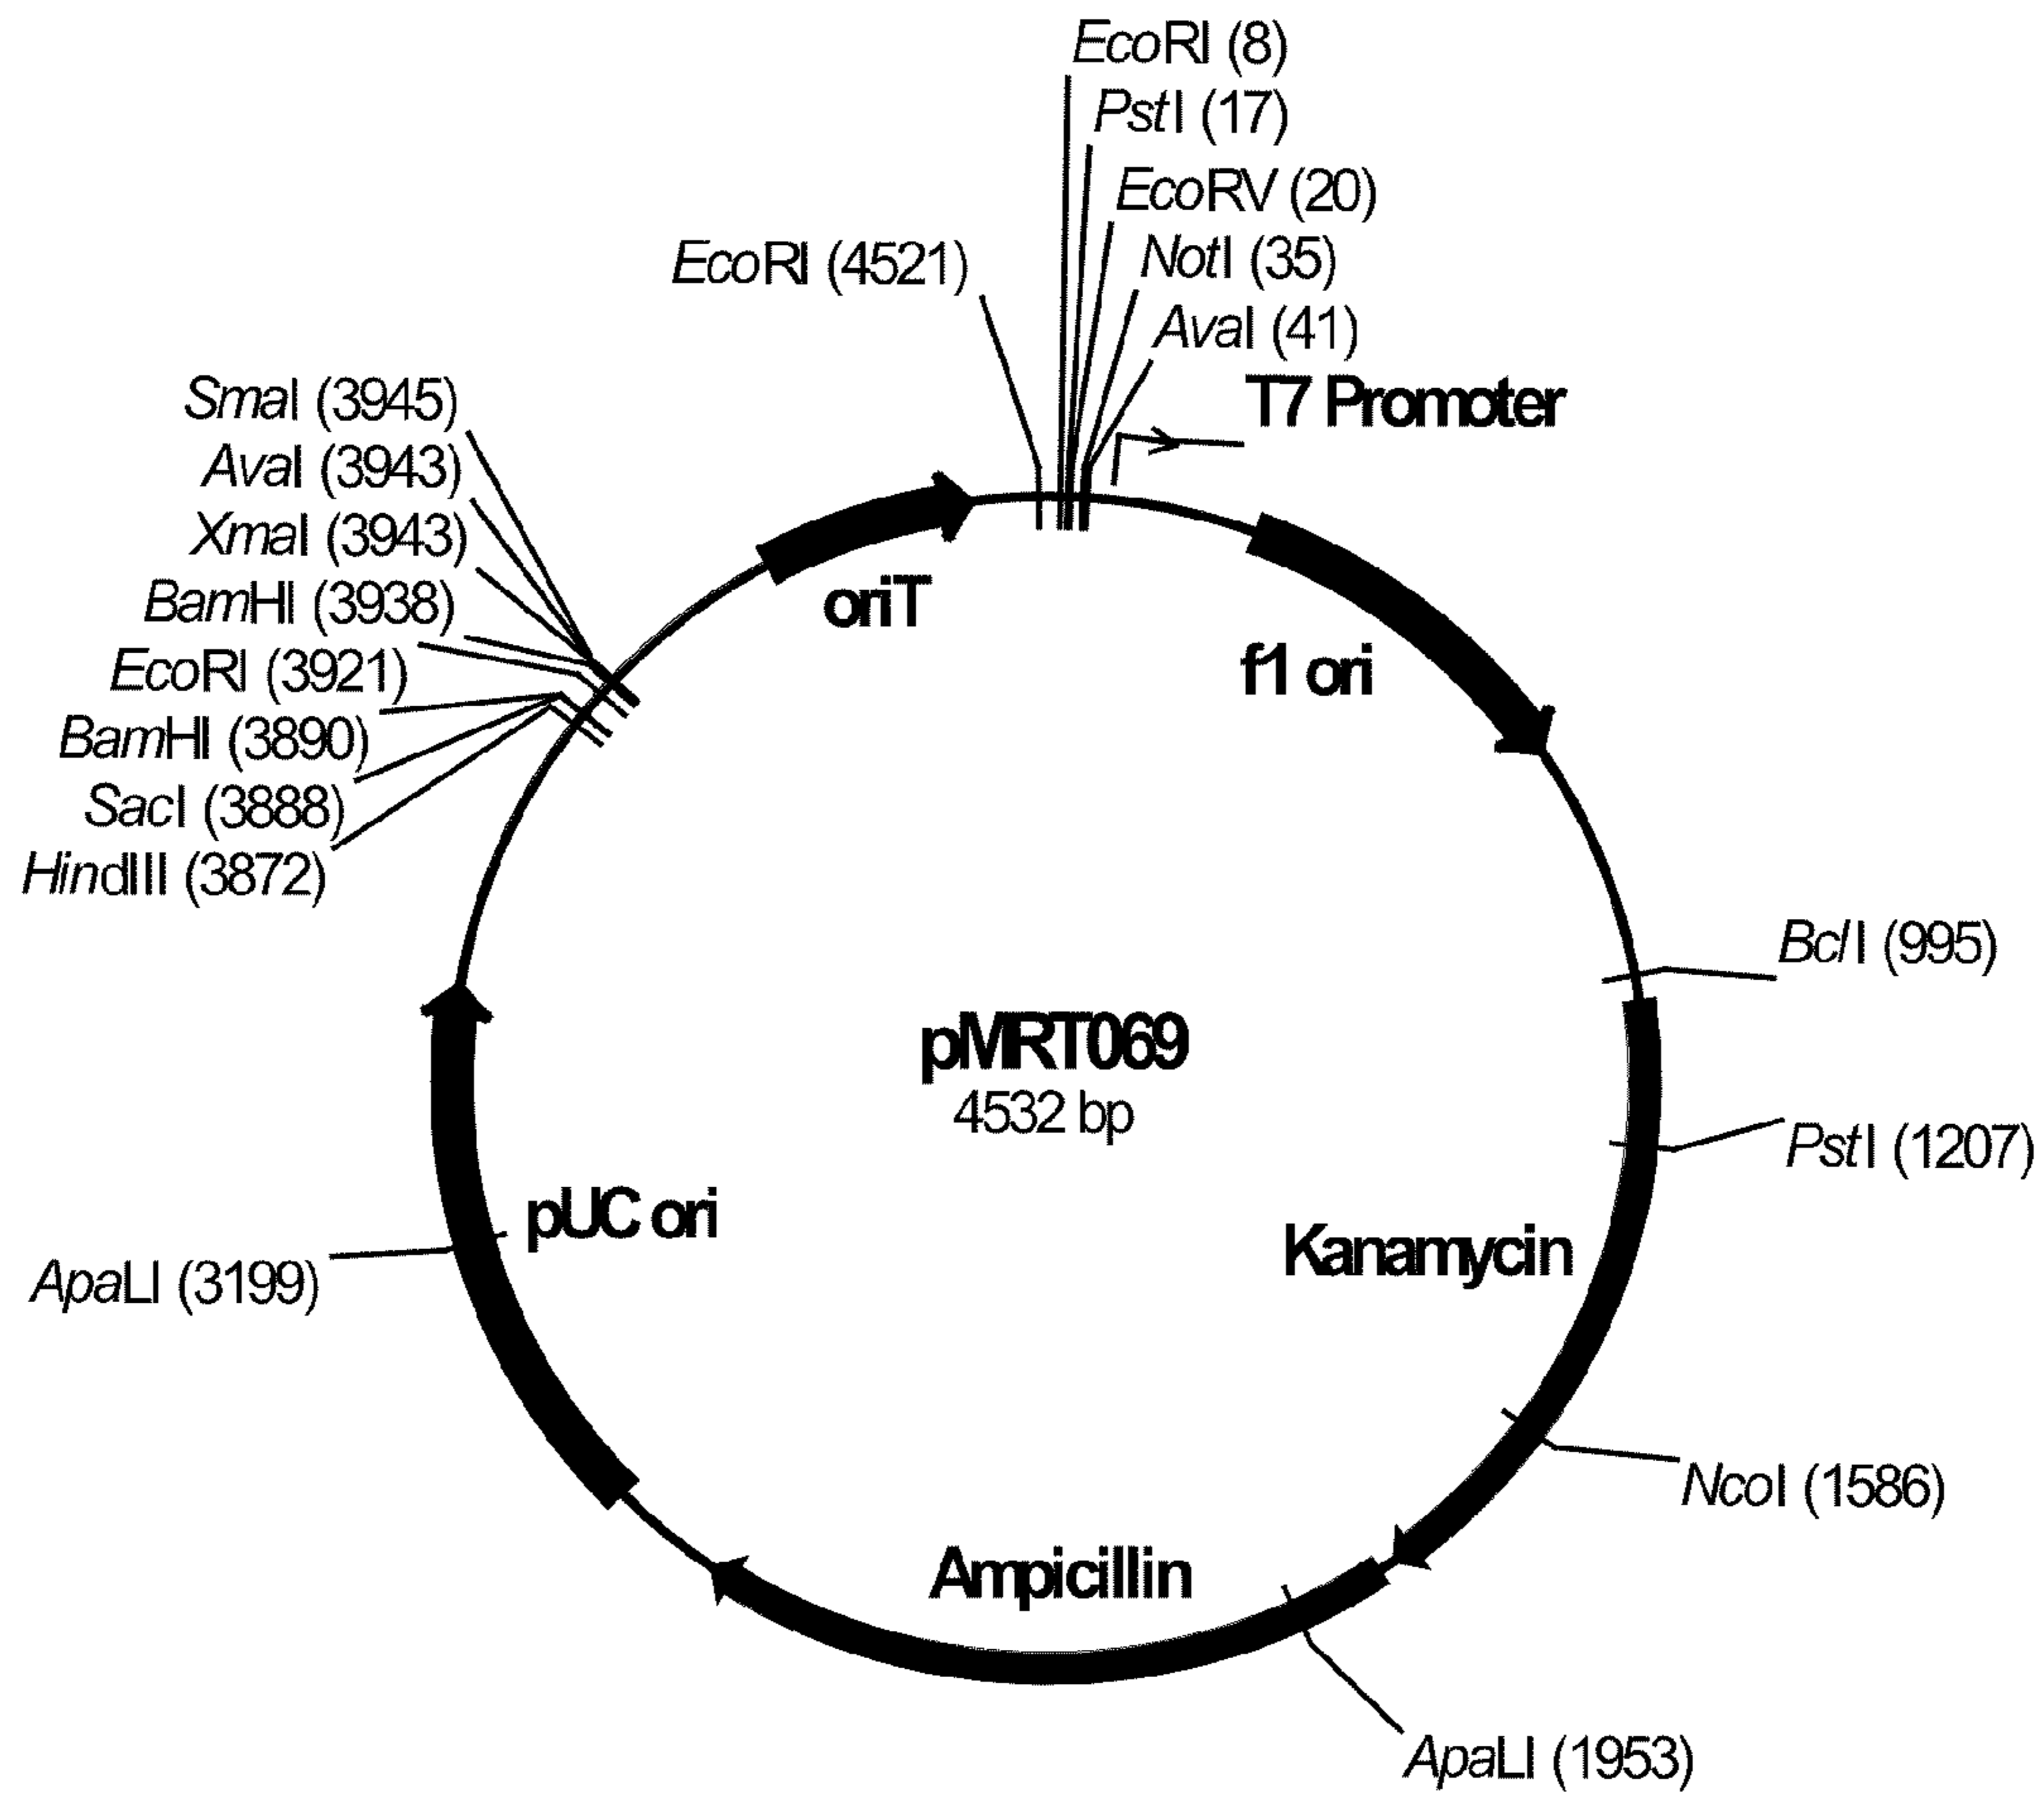 EcoRI (8)
PstI (17)
EcoRV (20)
NotI (35)
AvaI (41)
T7 Promoter
EcoRI (4521)
SmaI (3945)
AvaI (3943)
XmaI (3943)
BamHI (3938)
EcoRI (3921)
BamHI (3890)
SacI (3888)
HindIII (3872)
oriT
f1 ori
BclI (995)
pMRT069
4532 bp
PstI (1207)
pUC ori
Kanamycin
ApaLI (3199)
NcoI (1586)
Ampicillin
ApaLI (1953)